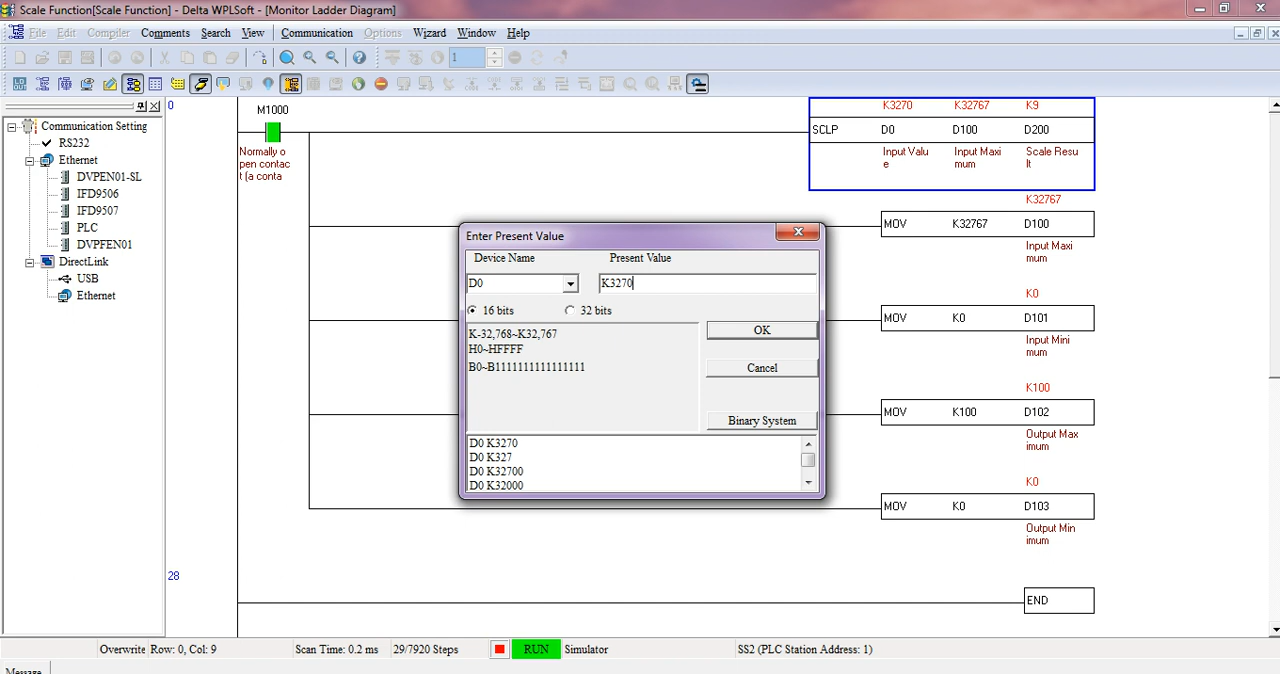 Scale Function[Scale Function] - Delta WPLSoft - [Monitor Ladder Diagram]
File Edit Compiler Comments Search View Communication Options Wizard Window Help
1
Communication Setting
RS232
Ethernet
DVPEN01-SL
IFD9506
IFD9507
PLC
DVPFEN01
DirectLink
USB
Ethernet
0
M1000
Normally o
pen contac
t (a conta
K3270 K32767 K9
SCLP D0 D100 D200
Input Valu
e
Input Maxi
mum
Scale Resu
lt
K32767
MOV K32767 D100
Input Maxi
mum
K0
MOV K0 D101
Input Mini
mum
K100
MOV K100 D102
Output Max
imum
K0
MOV K0 D103
Output Min
imum
28
END
Enter Present Value
Device Name Present Value
D0 K3270
16 bits 32 bits
K-32,768~K32,767
H0~HFFFF
B0~B1111111111111111
OK
Cancel
Binary System
D0 K3270
D0 K327
D0 K32700
D0 K32000
Overwrite Row: 0, Col: 9 Scan Time: 0.2 ms 29/7920 Steps RUN Simulator SS2 (PLC Station Address: 1)
Message